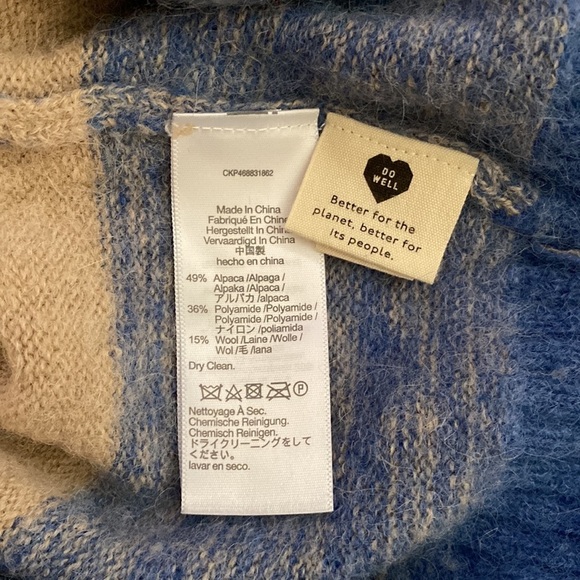 CKP468831862
Made In China
Fabriqué En Chine
Hergestellt In China
Vervaardigd In China
中国製
hecho en china
49% Alpaca /Alpaga /
Alpaka /Alpaca /
アルパカ /alpaca
36% Polyamide /Polyamide /
Polyamide /Polyamide /
ナイロン /poliamida
15% Wool /Laine /Wolle /
Wol /毛 /lana
Dry Clean.
P
Nettoyage À Sec.
Chemische Reinigung.
Chemisch Reinigen.
ドライクリーニングをして
ください。
lavar en seco.
DO
WELL
Better for the
planet, better for
its people.